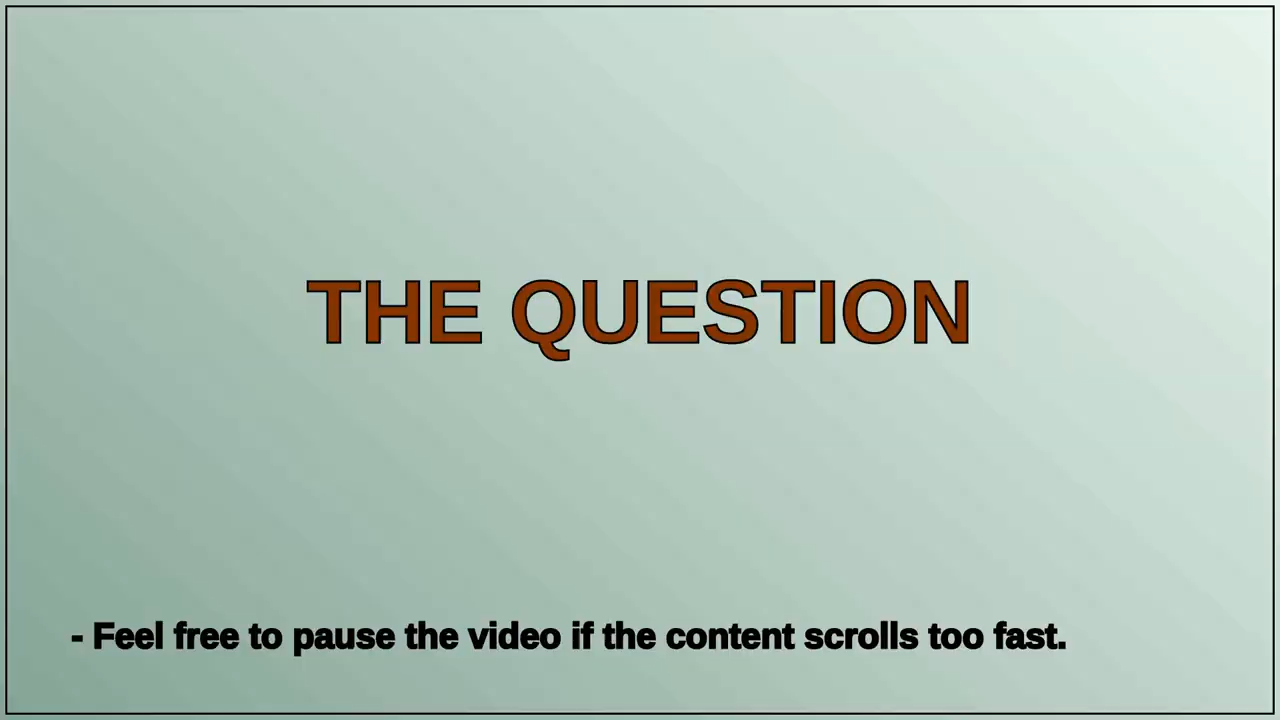 THE QUESTION
- Feel free to pause the video if the content scrolls too fast.